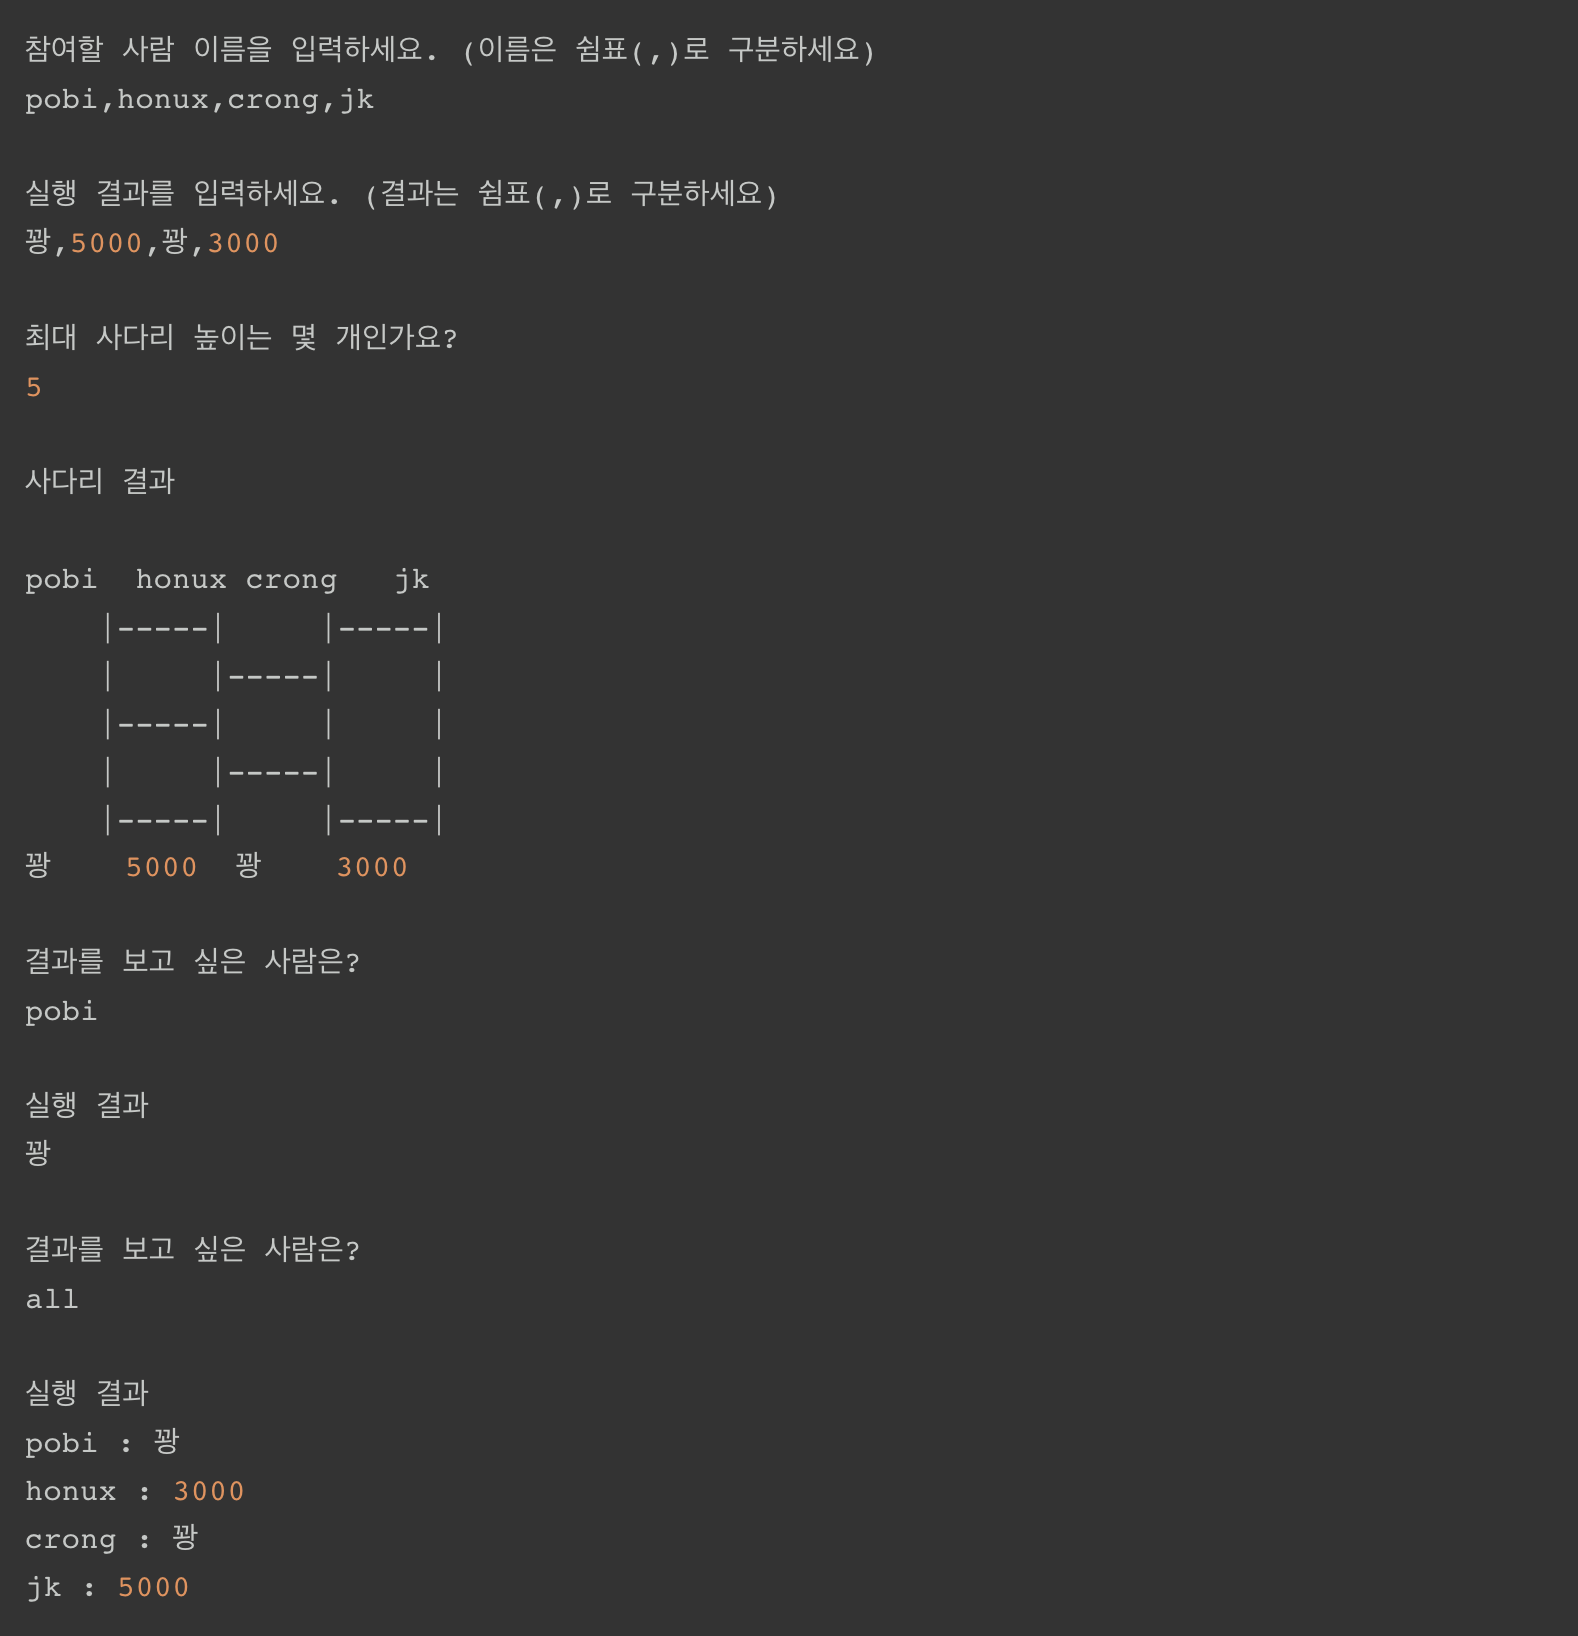 참여할 사람 이름을 입력하세요. (이름은 쉼표(,)로 구분하세요)
pobi,honux,crong,jk

실행 결과를 입력하세요. (결과는 쉼표(,)로 구분하세요)
꽝,5000,꽝,3000

최대 사다리 높이는 몇 개인가요?
5

사다리 결과

pobi  honux crong   jk
    |-----|     |-----|
    |     |-----|     |
    |-----|     |     |
    |     |-----|     |
    |-----|     |-----|
꽝    5000  꽝    3000

결과를 보고 싶은 사람은?
pobi

실행 결과
꽝

결과를 보고 싶은 사람은?
all

실행 결과
pobi : 꽝
honux : 3000
crong : 꽝
jk : 5000